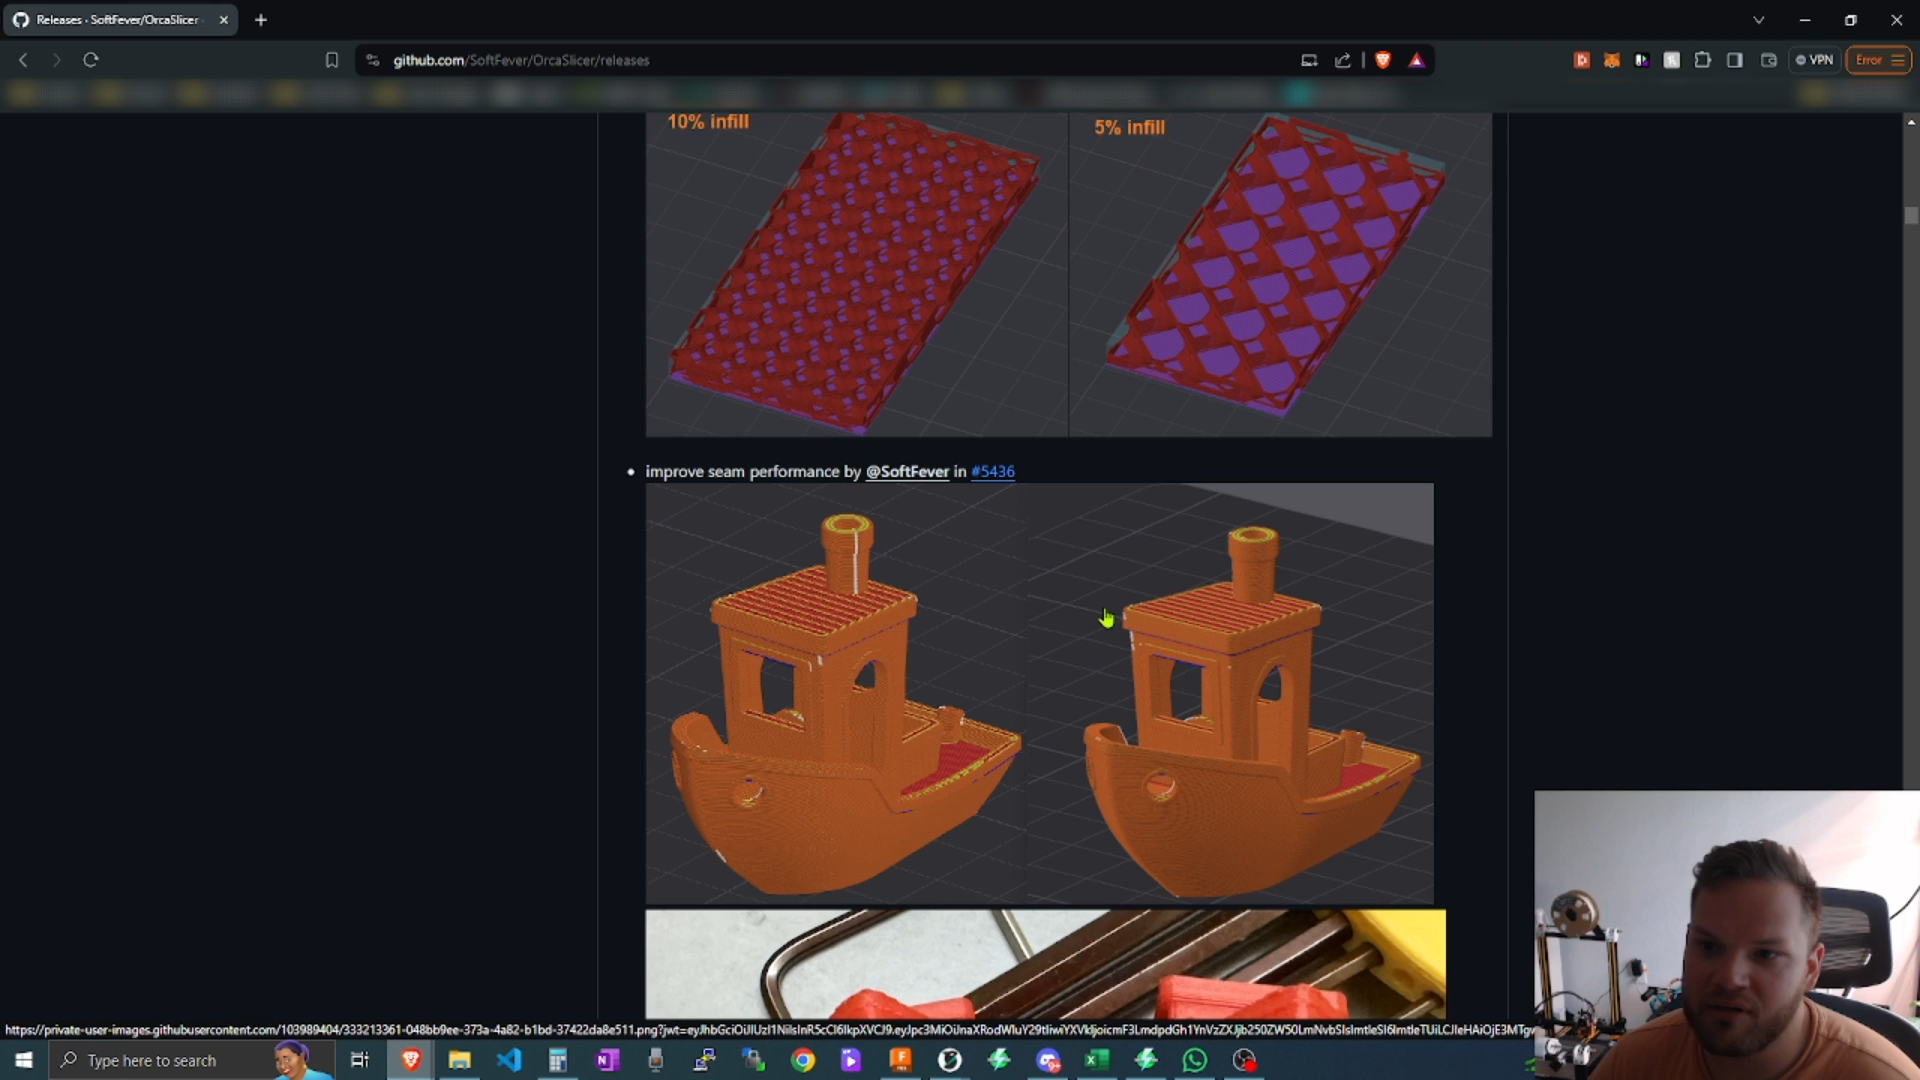 Releases · SoftFever/OrcaSlicer
github.com/SoftFever/OrcaSlicer/releases
VPN
Error
10% infill
5% infill
improve seam performance by @SoftFever in #5436
Type here to search